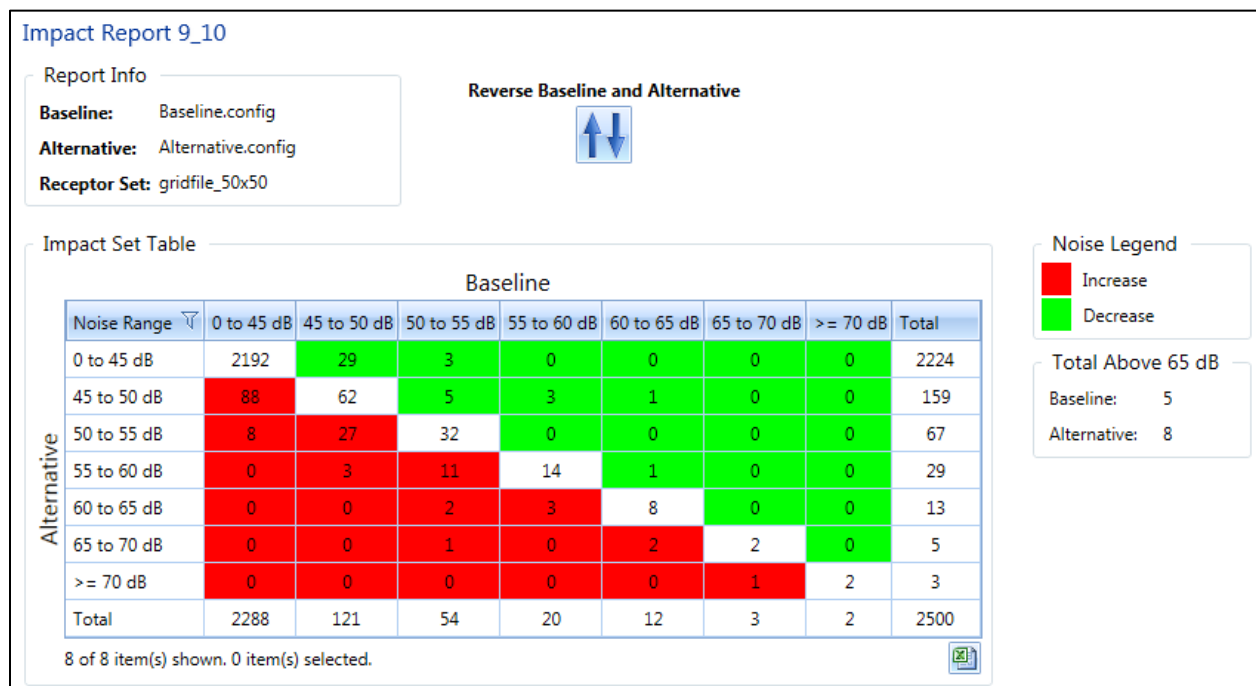 Impact Report 9_10
Report Info
Baseline: Baseline.config
Alternative: Alternative.config
Receptor Set: gridfile_50x50
Reverse Baseline and Alternative
Impact Set Table
Baseline
Alternative
Noise Range 0 to 45 dB 45 to 50 dB 50 to 55 dB 55 to 60 dB 60 to 65 dB 65 to 70 dB >= 70 dB Total
0 to 45 dB 2192 29 3 0 0 0 0 2224
45 to 50 dB 88 62 5 3 1 0 0 159
50 to 55 dB 8 27 32 0 0 0 0 67
55 to 60 dB 0 3 11 14 1 0 0 29
60 to 65 dB 0 0 2 3 8 0 0 13
65 to 70 dB 0 0 1 0 2 2 0 5
>= 70 dB 0 0 0 0 0 1 2 3
Total 2288 121 54 20 12 3 2 2500
8 of 8 item(s) shown. 0 item(s) selected.
Noise Legend
Increase
Decrease
Total Above 65 dB
Baseline: 5
Alternative: 8